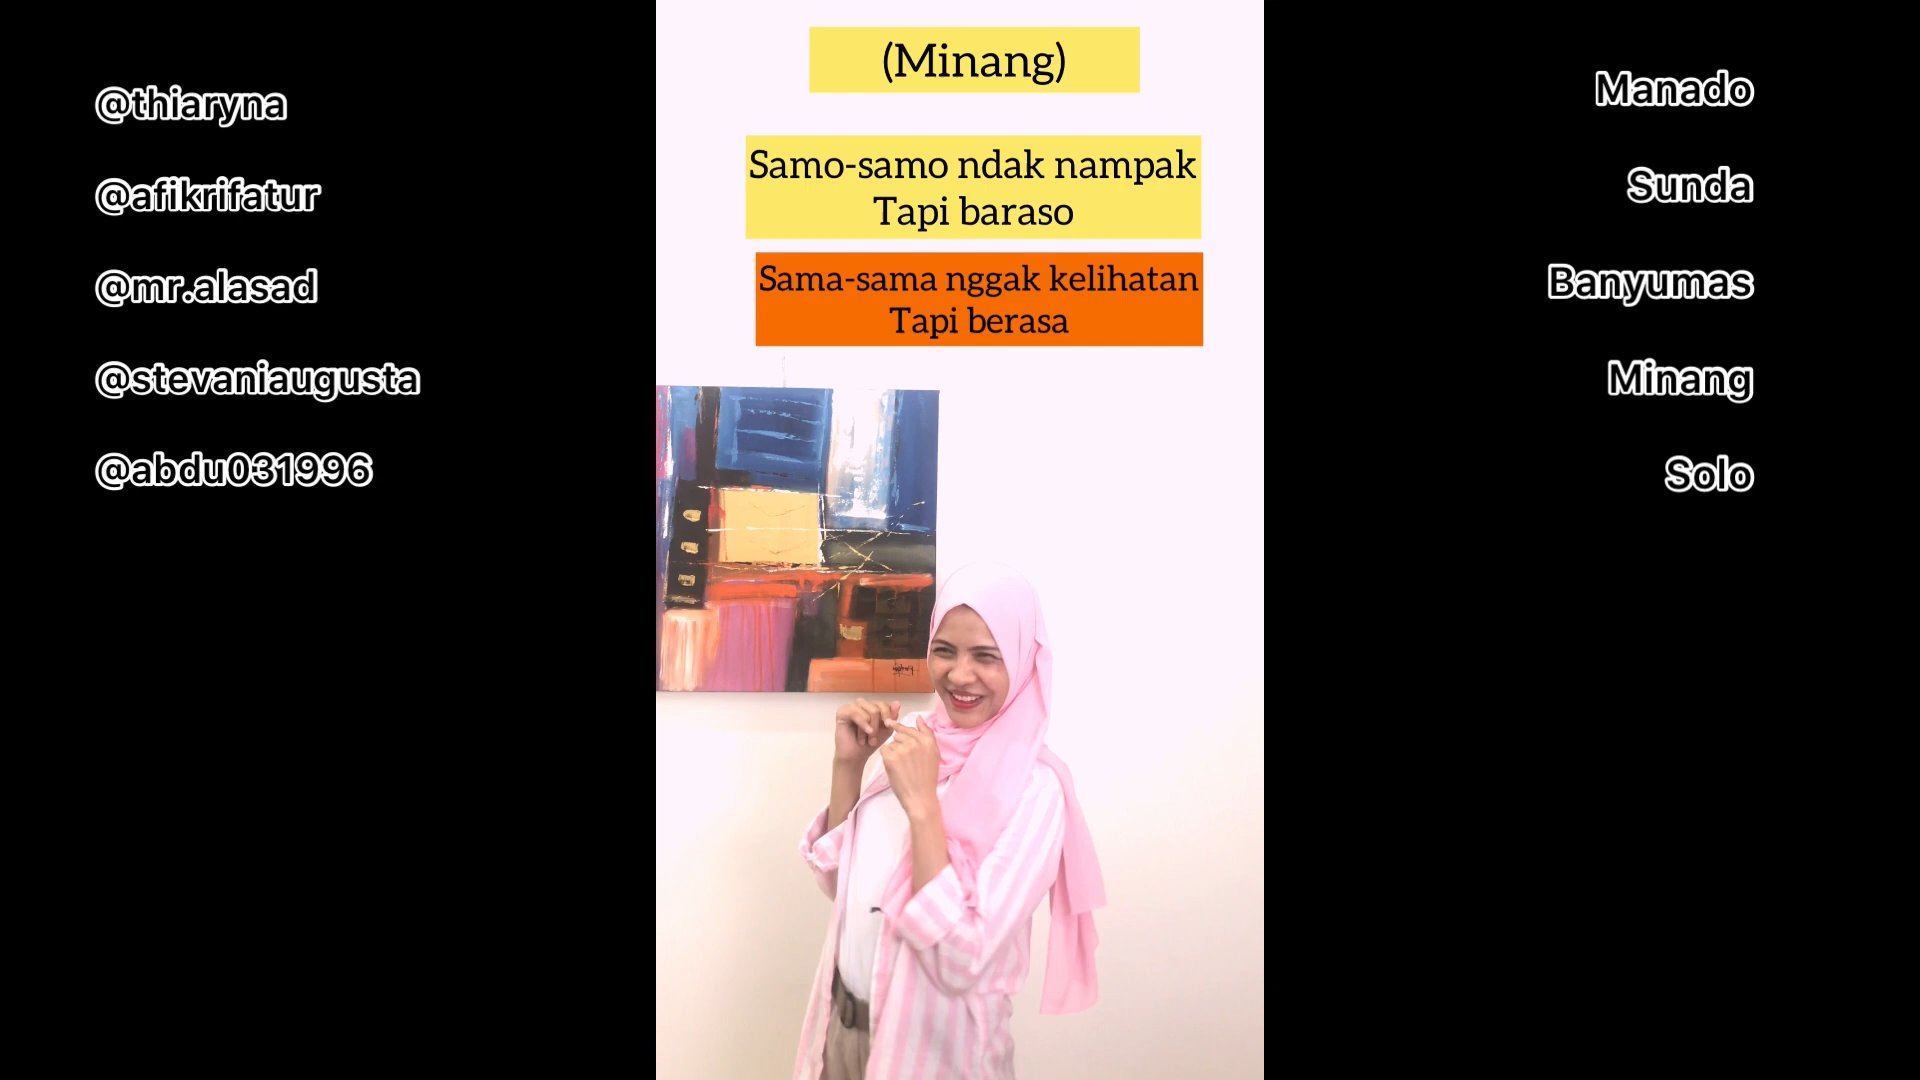 @thiaryna
@afikrifatur
@mr.alasad
@stevaniaugusta
@abdu031996
(Minang)
Samo-samo ndak nampak
Tapi baraso
Sama-sama nggak kelihatan
Tapi berasa
Manado
Sunda
Banyumas
Minang
Solo